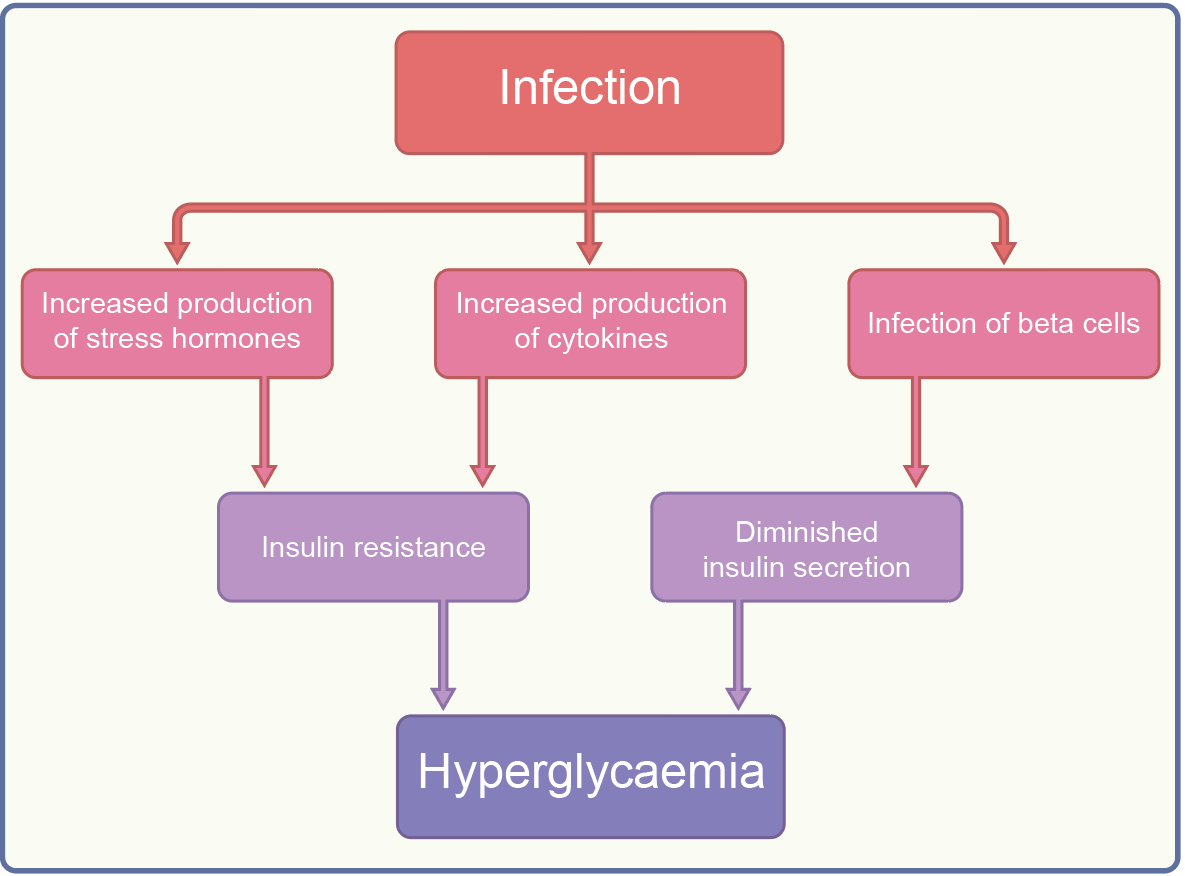 Infection
Increased production
of stress hormones
Increased production
of cytokines
Infection of beta cells
Insulin resistance
Diminished
insulin secretion
Hyperglycaemia